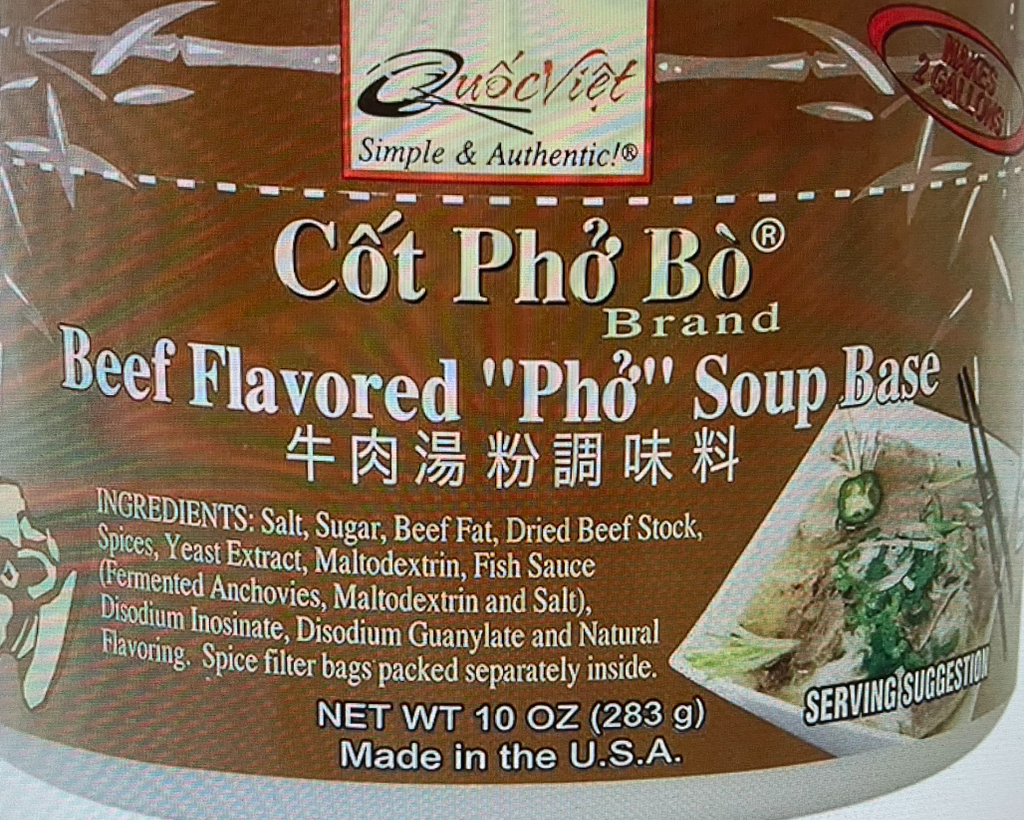 QuốcViệt
Simple & Authentic!®
MAKES
2 GALLONS
Cốt Phở Bò®
Brand
Beef Flavored "Phở" Soup Base
牛肉湯粉調味料
INGREDIENTS: Salt, Sugar, Beef Fat, Dried Beef Stock,
Spices, Yeast Extract, Maltodextrin, Fish Sauce
(Fermented Anchovies, Maltodextrin and Salt),
Disodium Inosinate, Disodium Guanylate and Natural
Flavoring. Spice filter bags packed separately inside.
SERVING SUGGESTION
NET WT 10 OZ (283 g)
Made in the U.S.A.